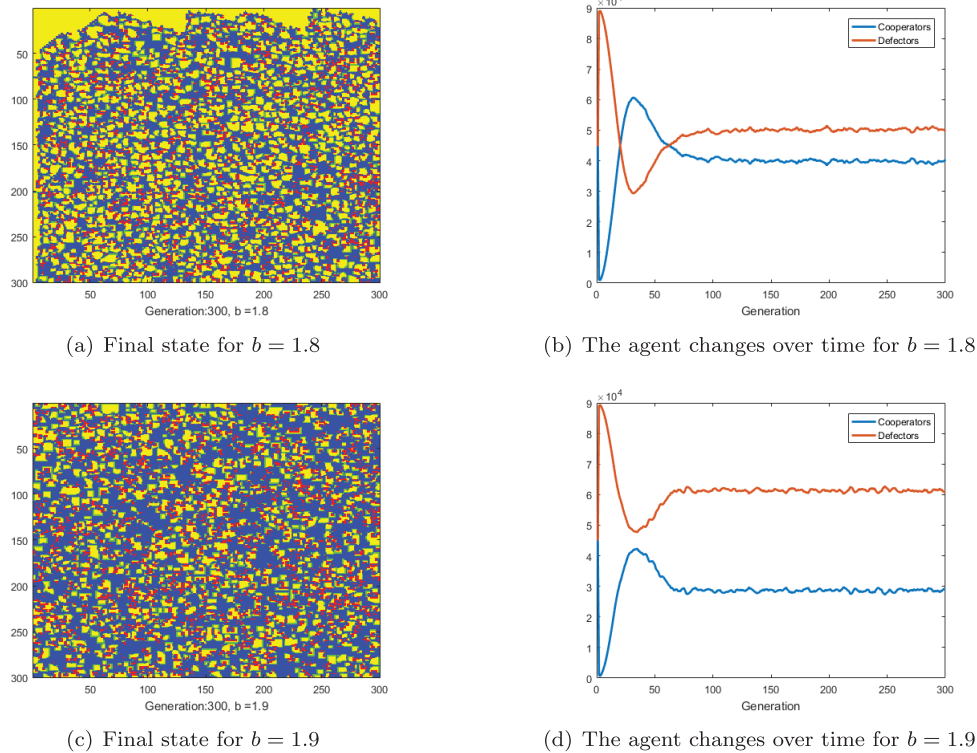 50
100
150
200
250
300
50 100 150 200 250 300
Generation:300, b =1.8
(a) Final state for b = 1.8
9
8
7
6
5
4
3
2
1
0
0 50 100 150 200 250 300
Generation
Cooperators
Defectors
(b) The agent changes over time for b = 1.8
50
100
150
200
250
300
50 100 150 200 250 300
Generation:300, b =1.9
(c) Final state for b = 1.9
×10^4
9
8
7
6
5
4
3
2
1
0
0 50 100 150 200 250 300
Generation
Cooperators
Defectors
(d) The agent changes over time for b = 1.9